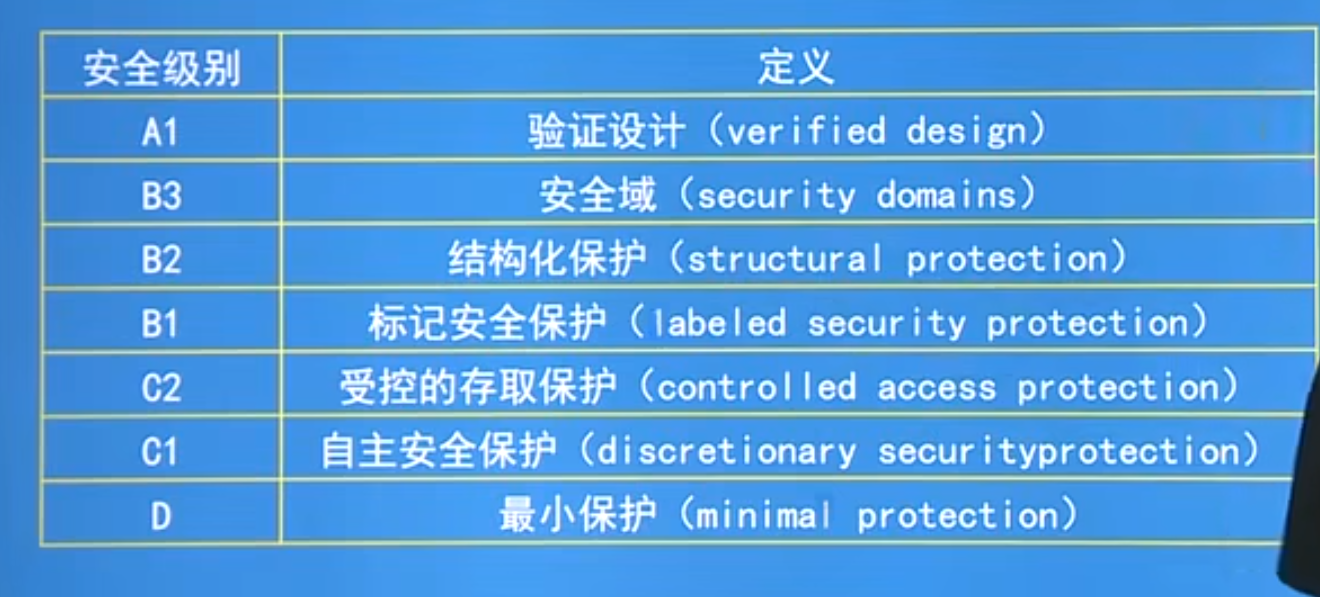 安全级别 定义
A1 验证设计（verified design）
B3 安全域（security domains）
B2 结构化保护（structural protection）
B1 标记安全保护（labeled security protection）
C2 受控的存取保护（controlled access protection）
C1 自主安全保护（discretionary securityprotection）
D 最小保护（minimal protection）